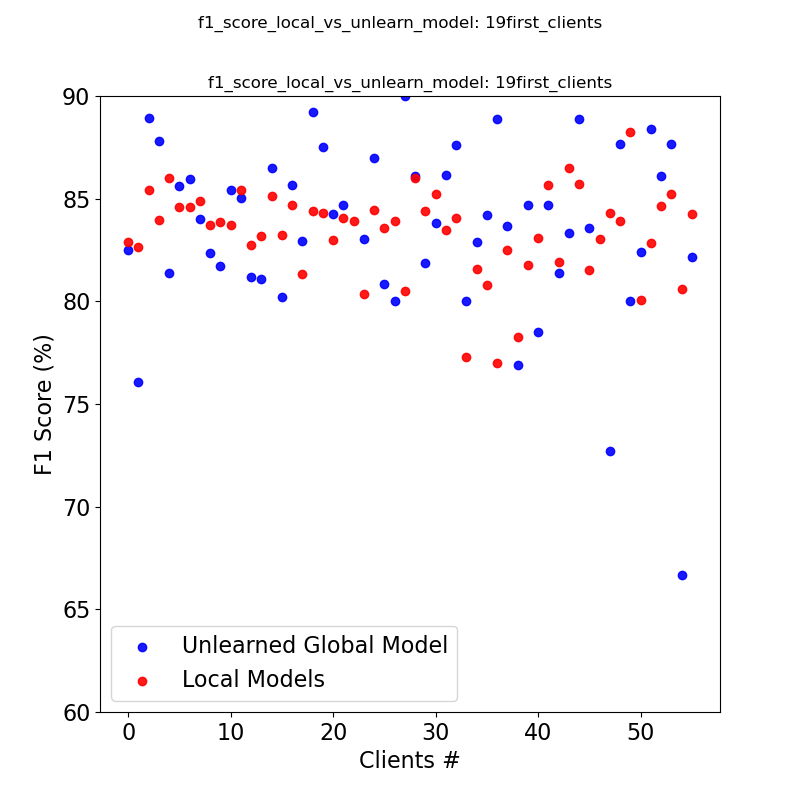 f1_score_local_vs_unlearn_model: 19first_clients
f1_score_local_vs_unlearn_model: 19first_clients
90
85
80
75
70
65
60
F1 Score (%)
Unlearned Global Model
Local Models
0 10 20 30 40 50
Clients #